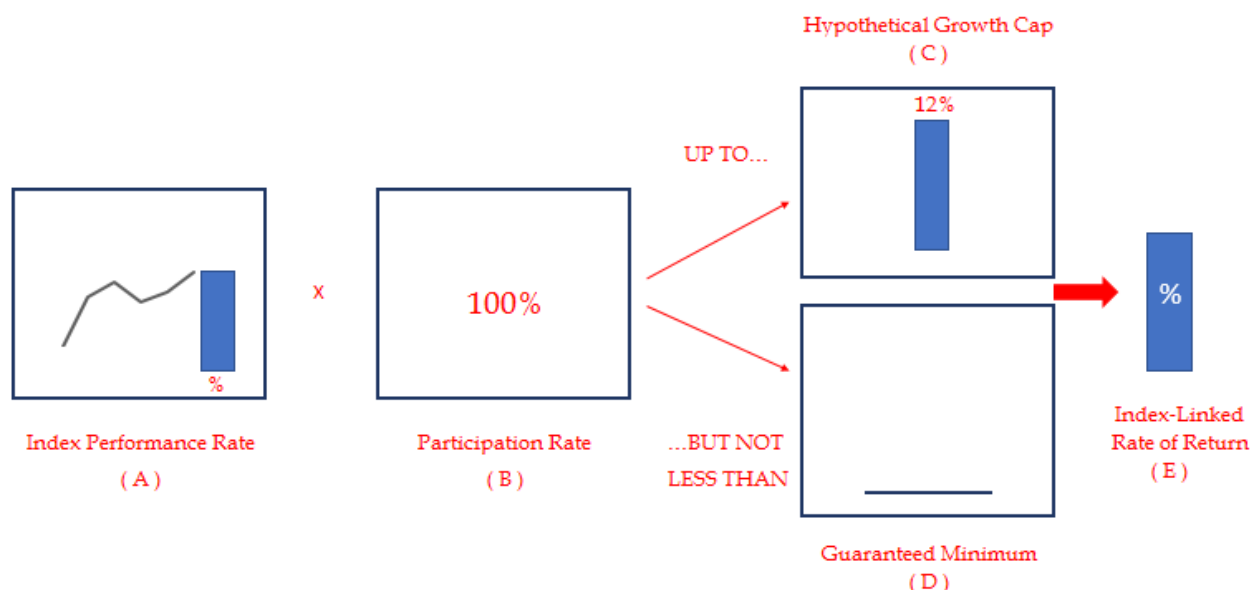 Hypothetical Growth Cap
( C )
12%
UP TO...
%
Index Performance Rate
( A )
x
100%
Participation Rate
( B )
...BUT NOT
LESS THAN
Guaranteed Minimum
( D )
%
Index-Linked
Rate of Return
( E )